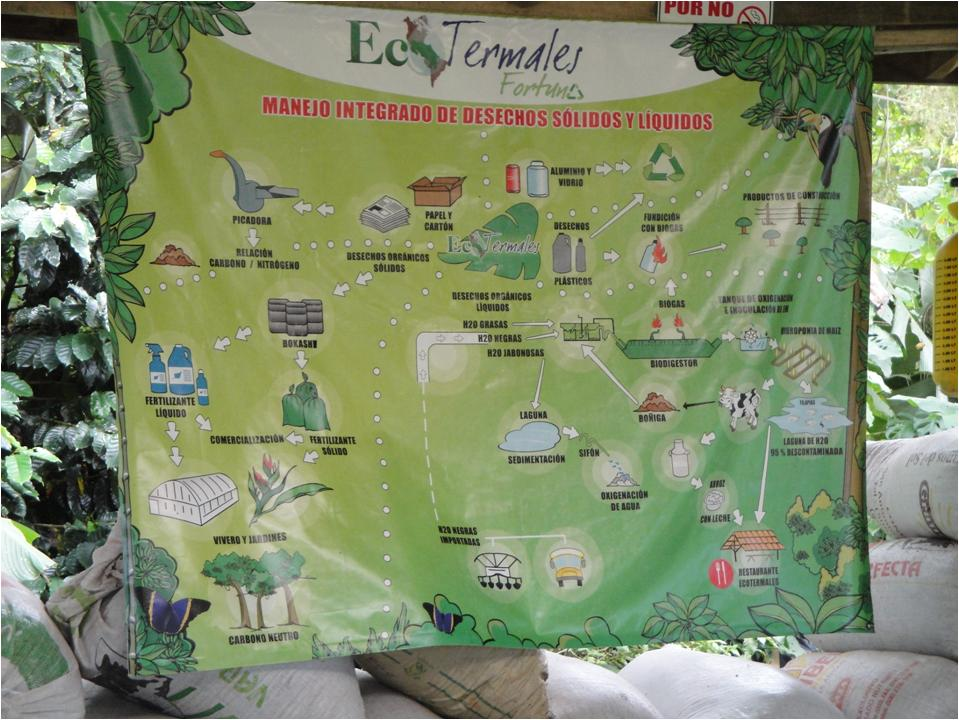 POR NO
EcoTermales
Fortuna
MANEJO INTEGRADO DE DESECHOS SÓLIDOS Y LÍQUIDOS
ALUMINIO Y
VIDRIO
PICADORA
PAPEL Y
CARTÓN
RELACIÓN
CARBONO / NITRÓGENO
DESECHOS ORGÁNICOS
SÓLIDOS
EcoTermales
DESECHOS
PLÁSTICOS
FUNDICIÓN
CON BIOGAS
PRODUCTOS DE CONSTRUCCIÓN
DESECHOS ORGÁNICOS
LÍQUIDOS
H2O GRASAS
H2O NEGRAS
H2O JABONOSAS
BIOGAS
BIODIGESTOR
TANQUE DE OXIGENACIÓN
E INOCULACIÓN DE EM
HIDROPONIA DE MAIZ
BOKASHI
FERTILIZANTE
LÍQUIDO
COMERCIALIZACIÓN
FERTILIZANTE
SÓLIDO
LAGUNA
SEDIMENTACIÓN
SIFÓN
OXIGENACIÓN
DE AGUA
BOÑIGA
TILAPIAS
LAGUNA DE H2O
95 % DESCONTAMINADA
ARROZ
CON LECHE
VIVERO Y JARDINES
CARBONO NEUTRO
H2O NEGRAS
IMPORTADAS
RESTAURANTE
ECOTERMALES